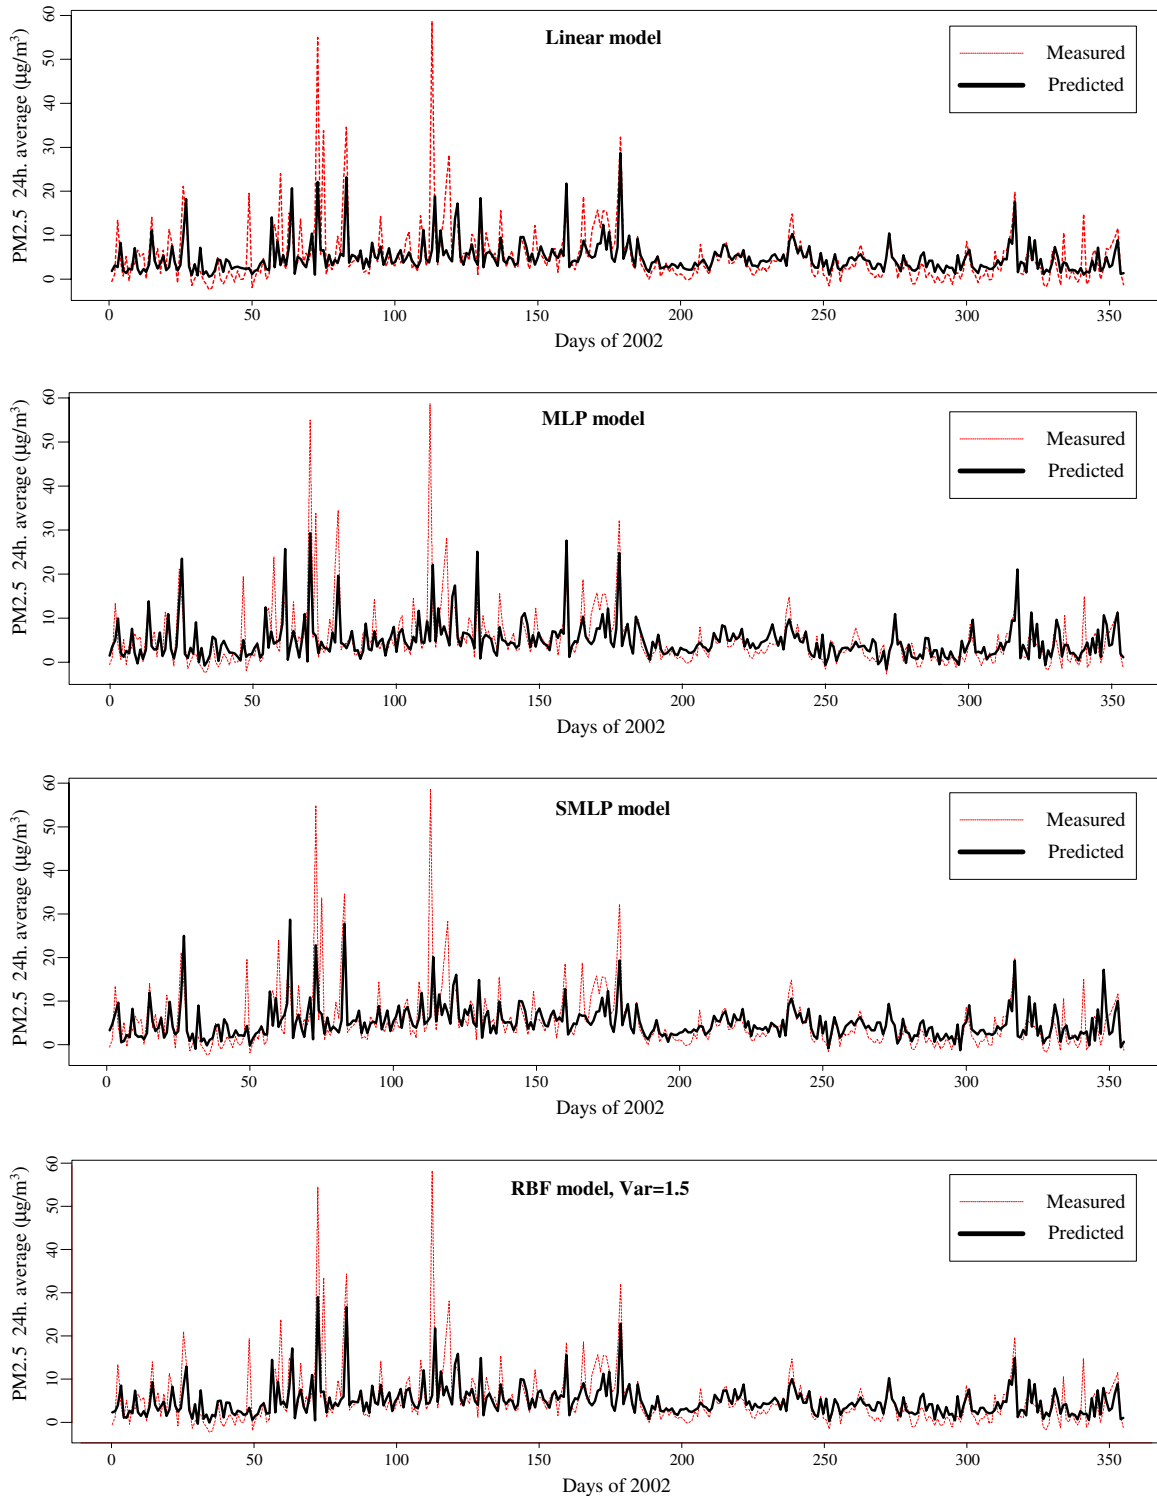 Linear model
Measured
Predicted
PM2.5 24h. average (μg/m³)
60
50
40
30
20
10
0
0 50 100 150 200 250 300 350
Days of 2002
MLP model
Measured
Predicted
PM2.5 24h. average (μg/m³)
60
50
40
30
20
10
0
0 50 100 150 200 250 300 350
Days of 2002
SMLP model
Measured
Predicted
PM2.5 24h. average (μg/m³)
60
50
40
30
20
10
0
0 50 100 150 200 250 300 350
Days of 2002
RBF model, Var=1.5
Measured
Predicted
PM2.5 24h. average (μg/m³)
60
50
40
30
20
10
0
0 50 100 150 200 250 300 350
Days of 2002